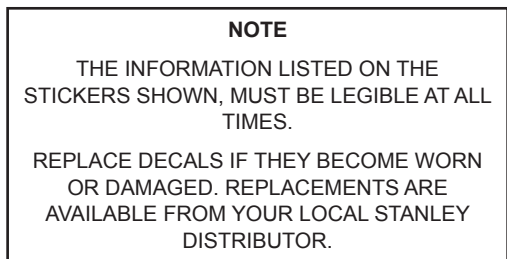 NOTE
THE INFORMATION LISTED ON THE
STICKERS SHOWN, MUST BE LEGIBLE AT ALL
TIMES.
REPLACE DECALS IF THEY BECOME WORN
OR DAMAGED. REPLACEMENTS ARE
AVAILABLE FROM YOUR LOCAL STANLEY
DISTRIBUTOR.